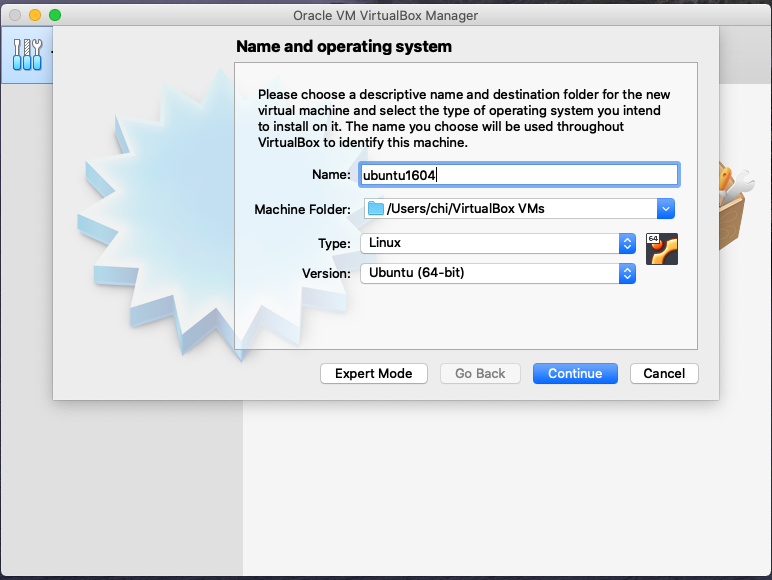 Oracle VM VirtualBox Manager
Name and operating system
Please choose a descriptive name and destination folder for the new
virtual machine and select the type of operating system you intend
to install on it. The name you choose will be used throughout
VirtualBox to identify this machine.
Name: ubuntu1604
Machine Folder: /Users/chi/VirtualBox VMs
Type: Linux
64
Version: Ubuntu (64-bit)
Expert Mode Go Back Continue Cancel